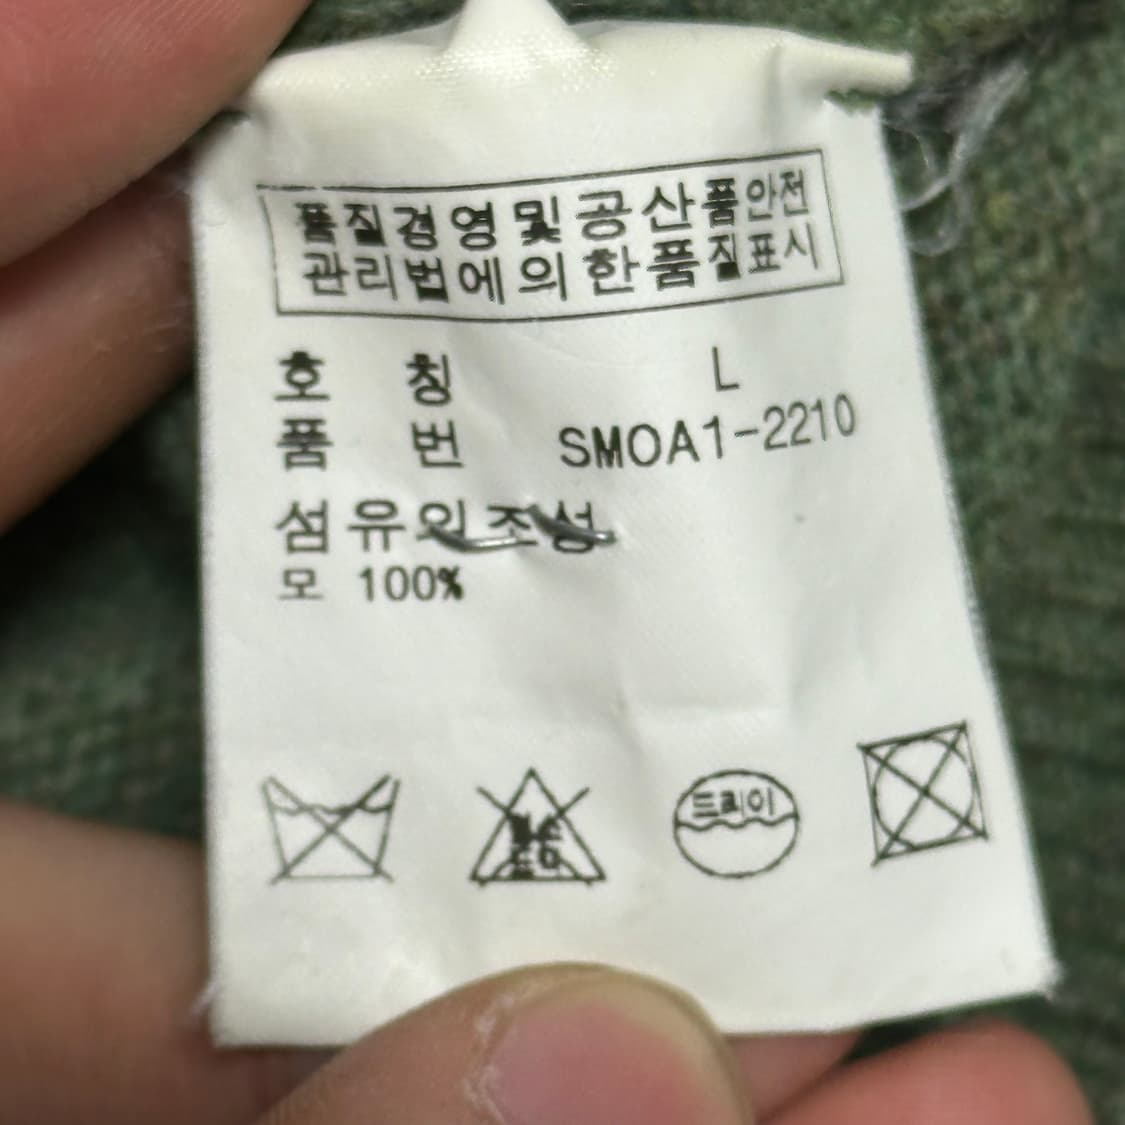 품질경영및공산품안전
관리법에의한품질표시
호 칭 L
품 번 SMOA1-2210
섬유의조성
모 100%
드리이